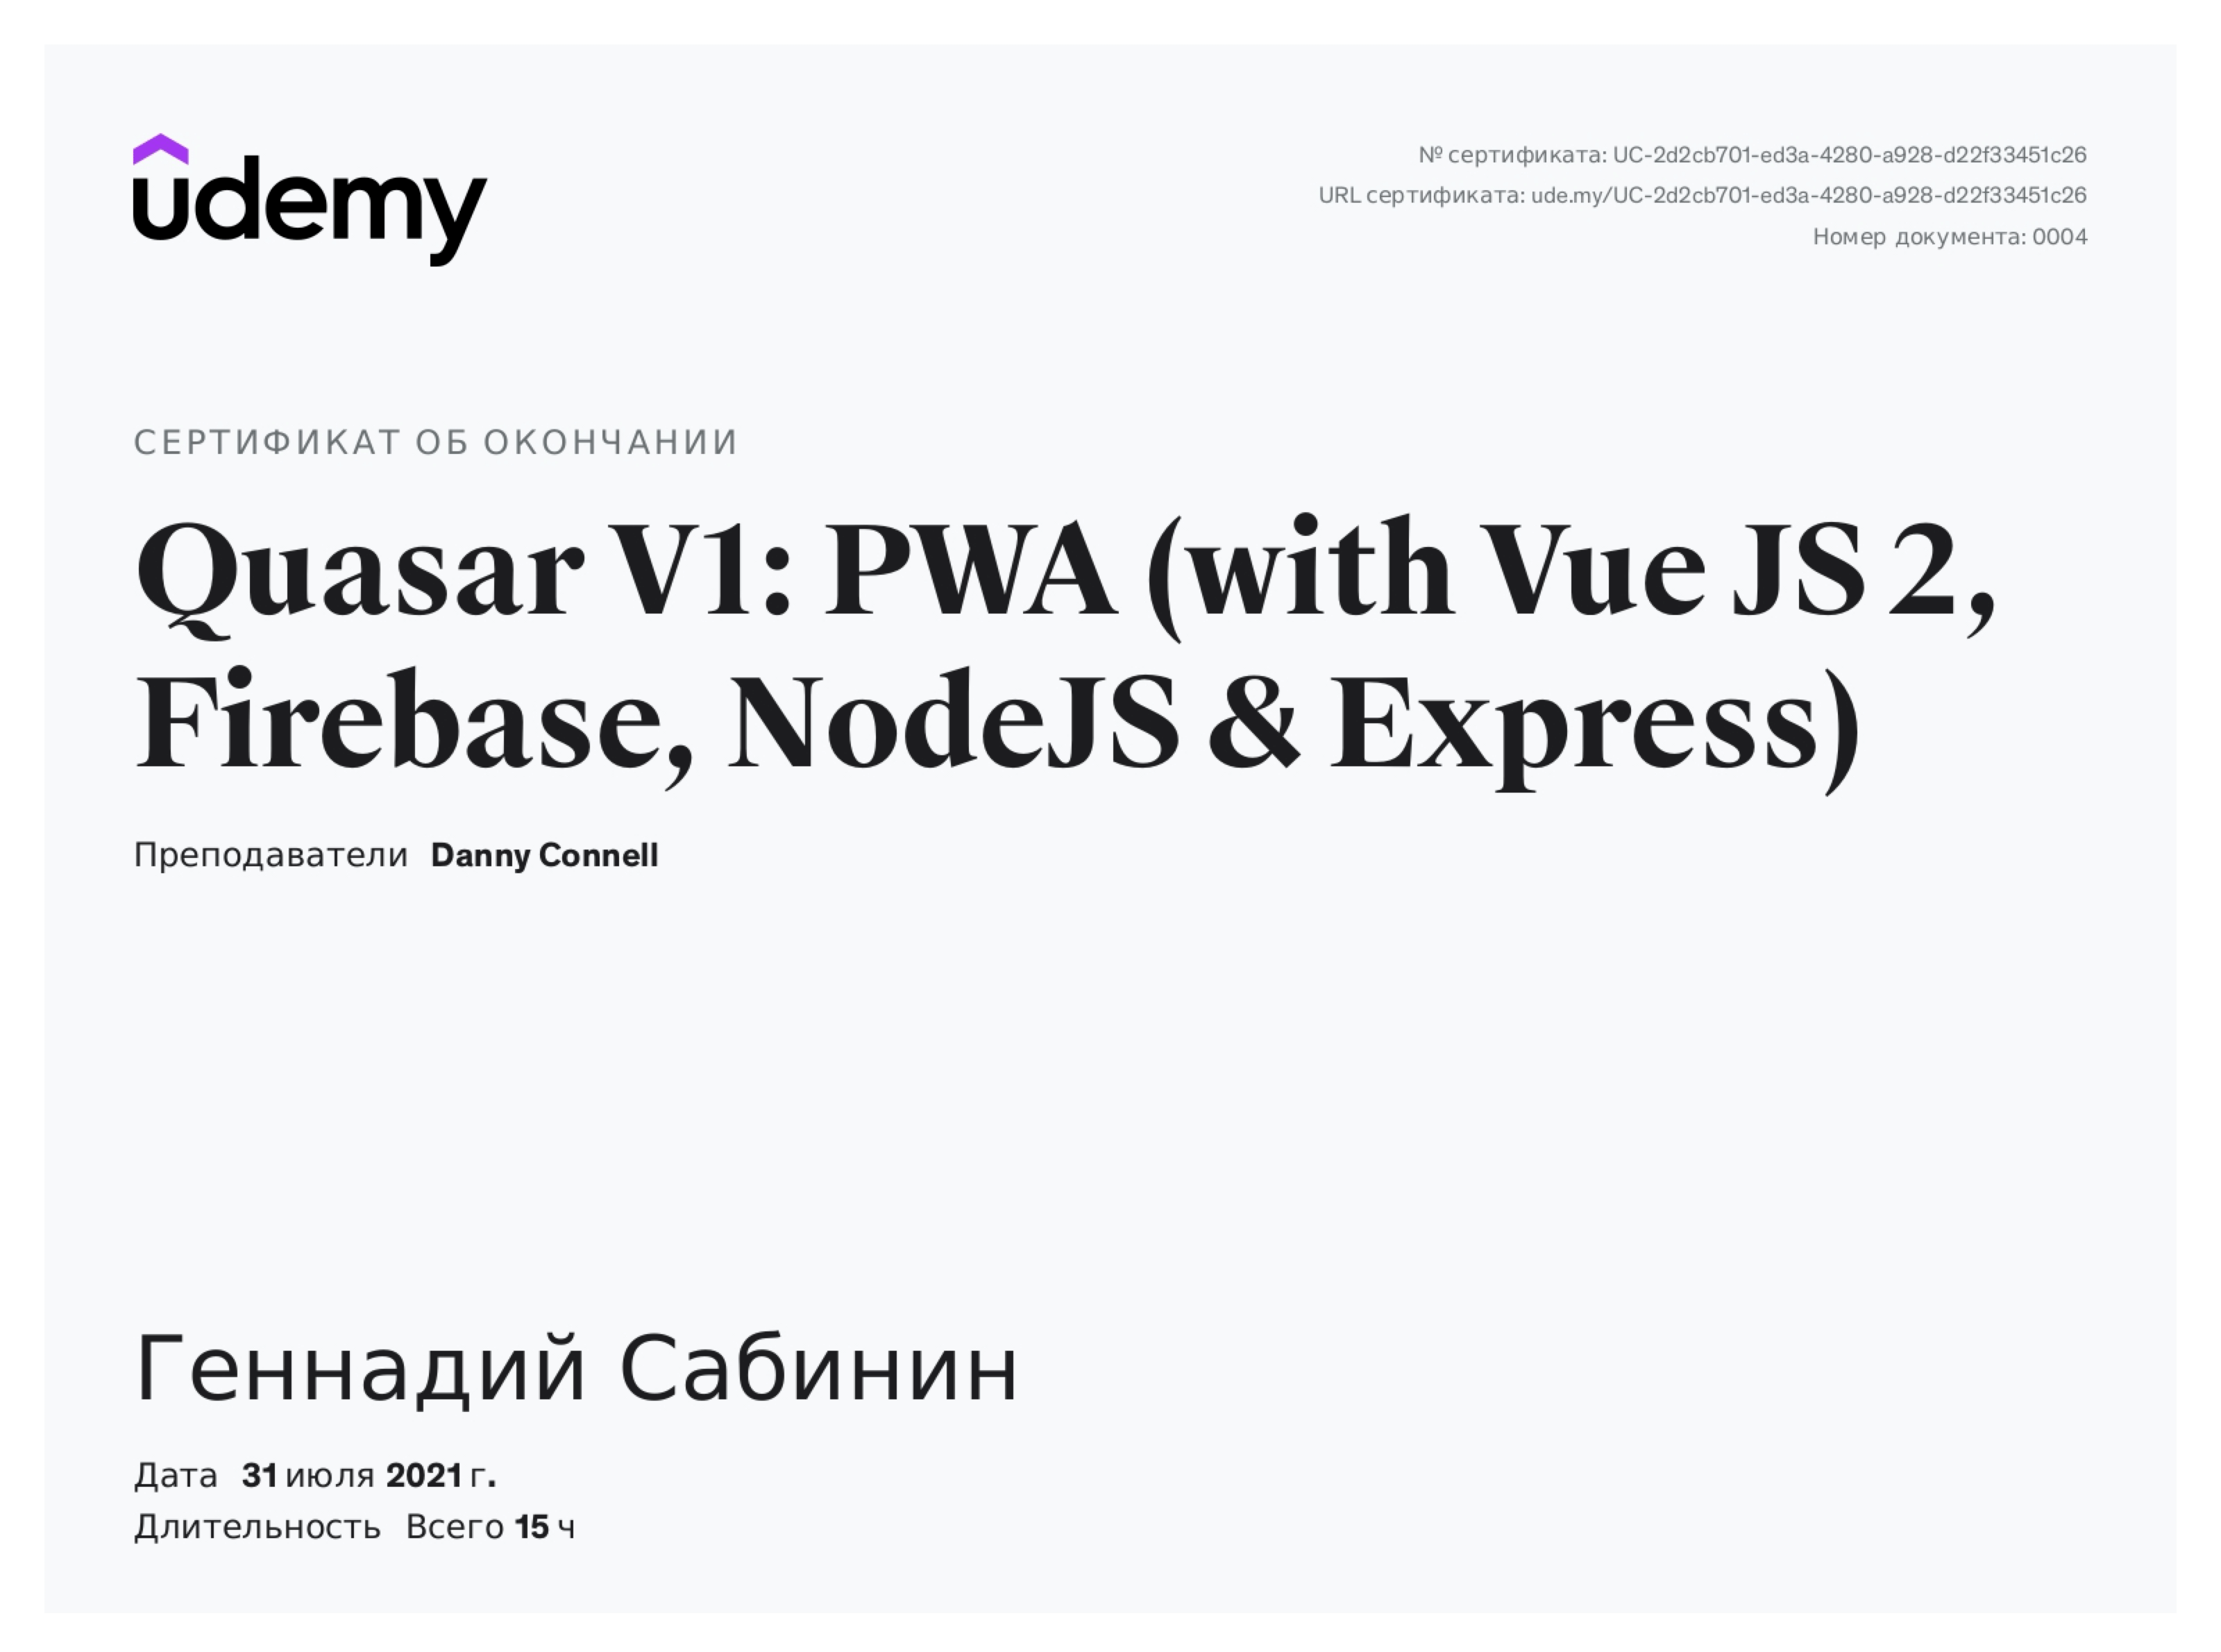 udemy
№ сертификата: UC-2d2cb701-ed3a-4280-a928-d22f33451c26
URL сертификата: ude.my/UC-2d2cb701-ed3a-4280-a928-d22f33451c26
Номер документа: 0004
СЕРТИФИКАТ ОБ ОКОНЧАНИИ
Quasar V1: PWA (with Vue JS 2,
Firebase, NodeJS & Express)
Преподаватели Danny Connell
Геннадий Сабинин
Дата 31 июля 2021 г.
Длительность Всего 15 ч